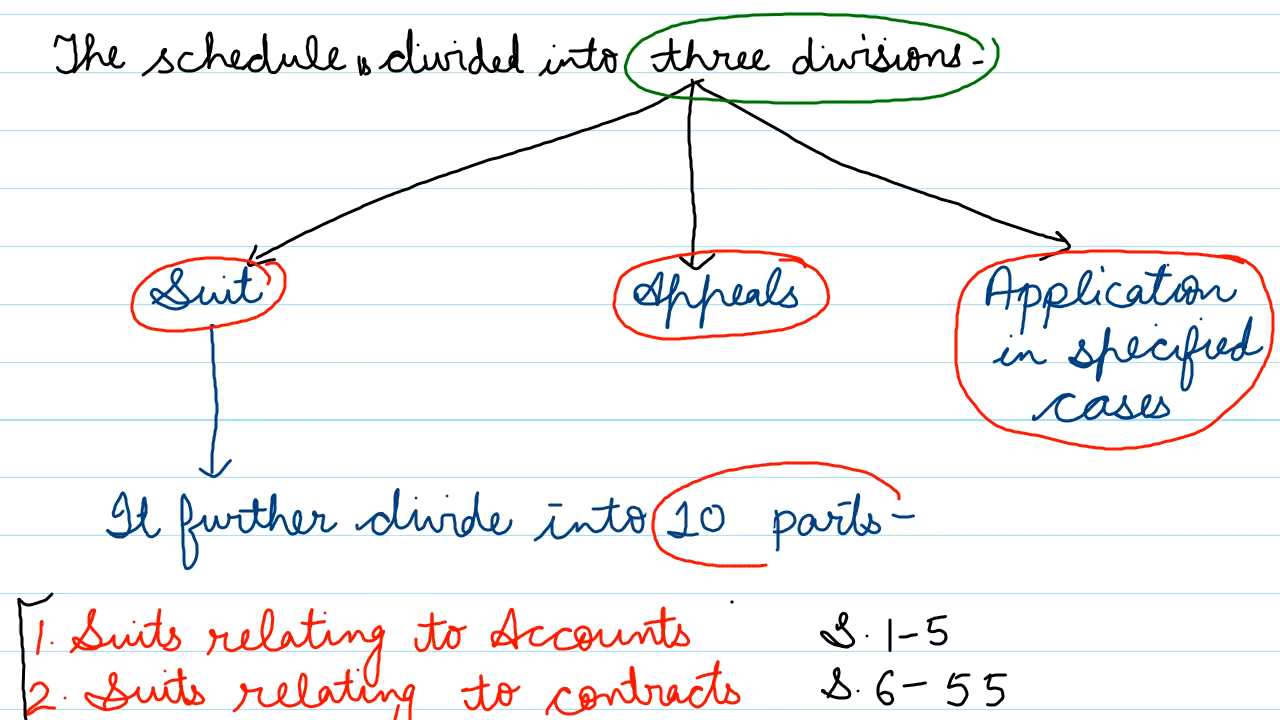 The schedule is divided into three divisions-
Suit
Appeals
Application
in specified
cases
It further divide into 10 parts-
1. Suits relating to Accounts S. 1-5
2. Suits relating to contracts S. 6-55